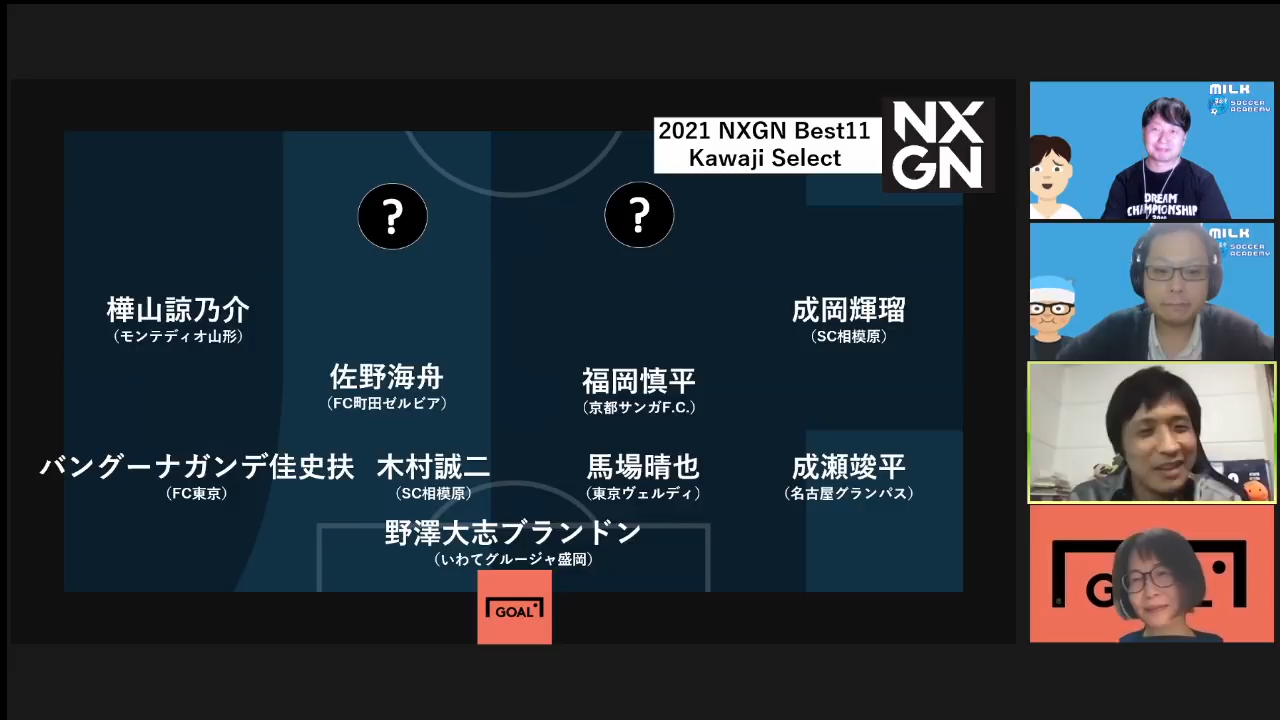 2021 NXGN Best11
Kawaji Select
NX
GN
?
?
樺山諒乃介
（モンテディオ山形）
成岡輝瑠
（SC相模原）
佐野海舟
（FC町田ゼルビア）
福岡慎平
（京都サンガF.C.）
バングーナガンデ佳史扶
（FC東京）
木村誠二
（SC相模原）
馬場晴也
（東京ヴェルディ）
成瀬竣平
（名古屋グランパス）
野澤大志ブランドン
（いわてグルージャ盛岡）
GOAL
MILK
SOCCER
ACADEMY
DREAM
CHAMPIONSHIP
MILK
SOCCER
ACADEMY